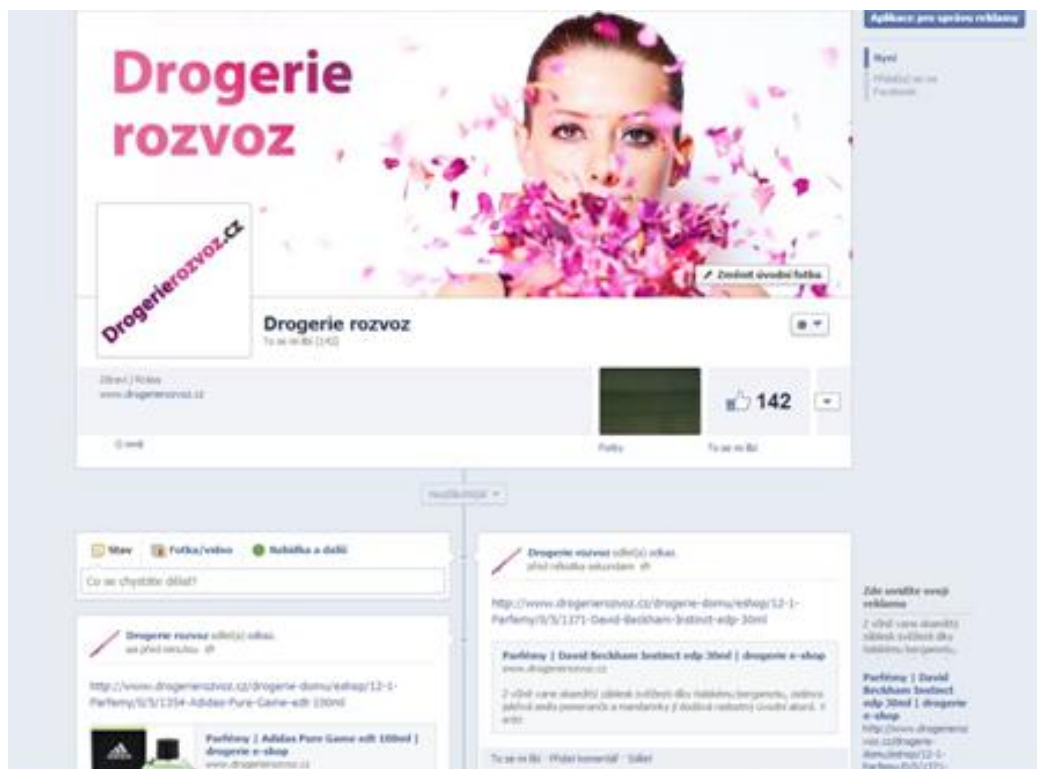 Aplikace pro správu reklamy
Drogerie
rozvoz
Nyní
Facebook
Drogerierozvoz.cz
Změnit úvodní fotku
Drogerie rozvoz
To se mi líbí (142)
Zdraví / Krása
www.drogerierozvoz.cz
142
Fotky
To se mi líbí
Stav
Fotka/video
Nabídka a další
Co se chystáte dělat?
Drogerie rozvoz sdílel(a) odkaz.
před několika sekundami
http://www.drogerierozvoz.cz/drogerie-domu/eshop/12-1-
Parfemy/0/5/1371-David-Beckham-Instinct-edp-30ml
Parfémy | David Beckham Instinct edp 30ml | drogerie e-shop
www.drogerierozvoz.cz
To se mi líbí · Přidat komentář · Sdílet
Drogerie rozvoz sdílel(a) odkaz.
http://www.drogerierozvoz.cz/drogerie-domu/eshop/12-1-
Parfemy/0/5/1354-Adidas-Pure-Game-edt-100ml
Parfémy | Adidas Pure Game edt 100ml |
drogerie e-shop
www.drogerierozvoz.cz
Zde uvidíte svoji
reklamu
Parfémy | David
Beckham Instinct
edp 30ml | drogerie
e-shop